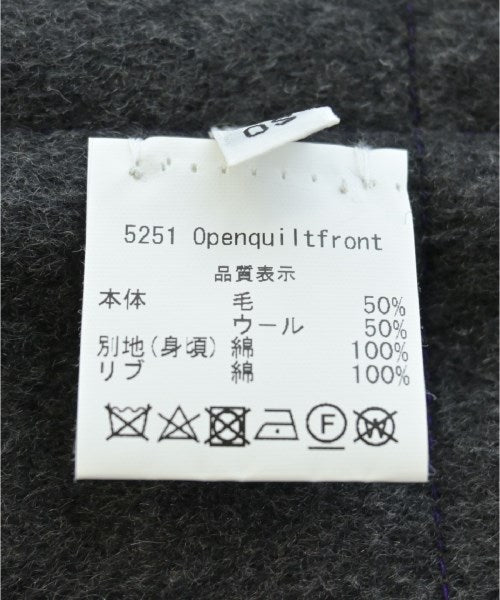 5251 Openquiltfront
品質表示
本体 毛 50%
ウール 50%
別地(身頃) 綿 100%
リブ 綿 100%
F
W